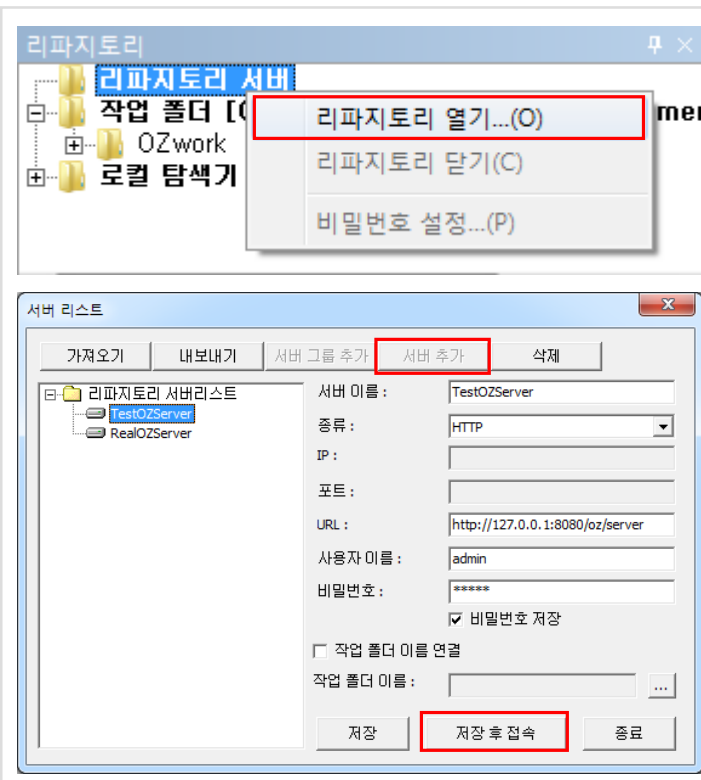 리파지토리
리파지토리 서버
작업 폴더 [
OZwork
로컬 탐색기
리파지토리 열기...(O)
리파지토리 닫기(C)
비밀번호 설정...(P)
서버 리스트
가져오기 내보내기 서버 그룹 추가 서버 추가 삭제
리파지토리 서버리스트
TestOZServer
RealOZServer
서버 이름 : TestOZServer
종류 : HTTP
IP :
포트 :
URL : http://127.0.0.1:8080/oz/server
사용자 이름 : admin
비밀번호 : *****
비밀번호 저장
작업 폴더 이름 연결
작업 폴더 이름 : ...
저장 저장 후 접속 종료